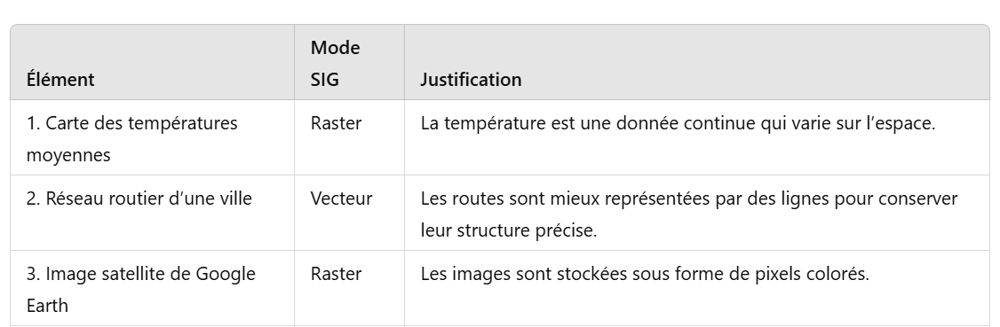 Élément
Mode
SIG
Justification
1. Carte des températures
moyennes
Raster
La température est une donnée continue qui varie sur l’espace.
2. Réseau routier d’une ville
Vecteur
Les routes sont mieux représentées par des lignes pour conserver
leur structure précise.
3. Image satellite de Google
Earth
Raster
Les images sont stockées sous forme de pixels colorés.